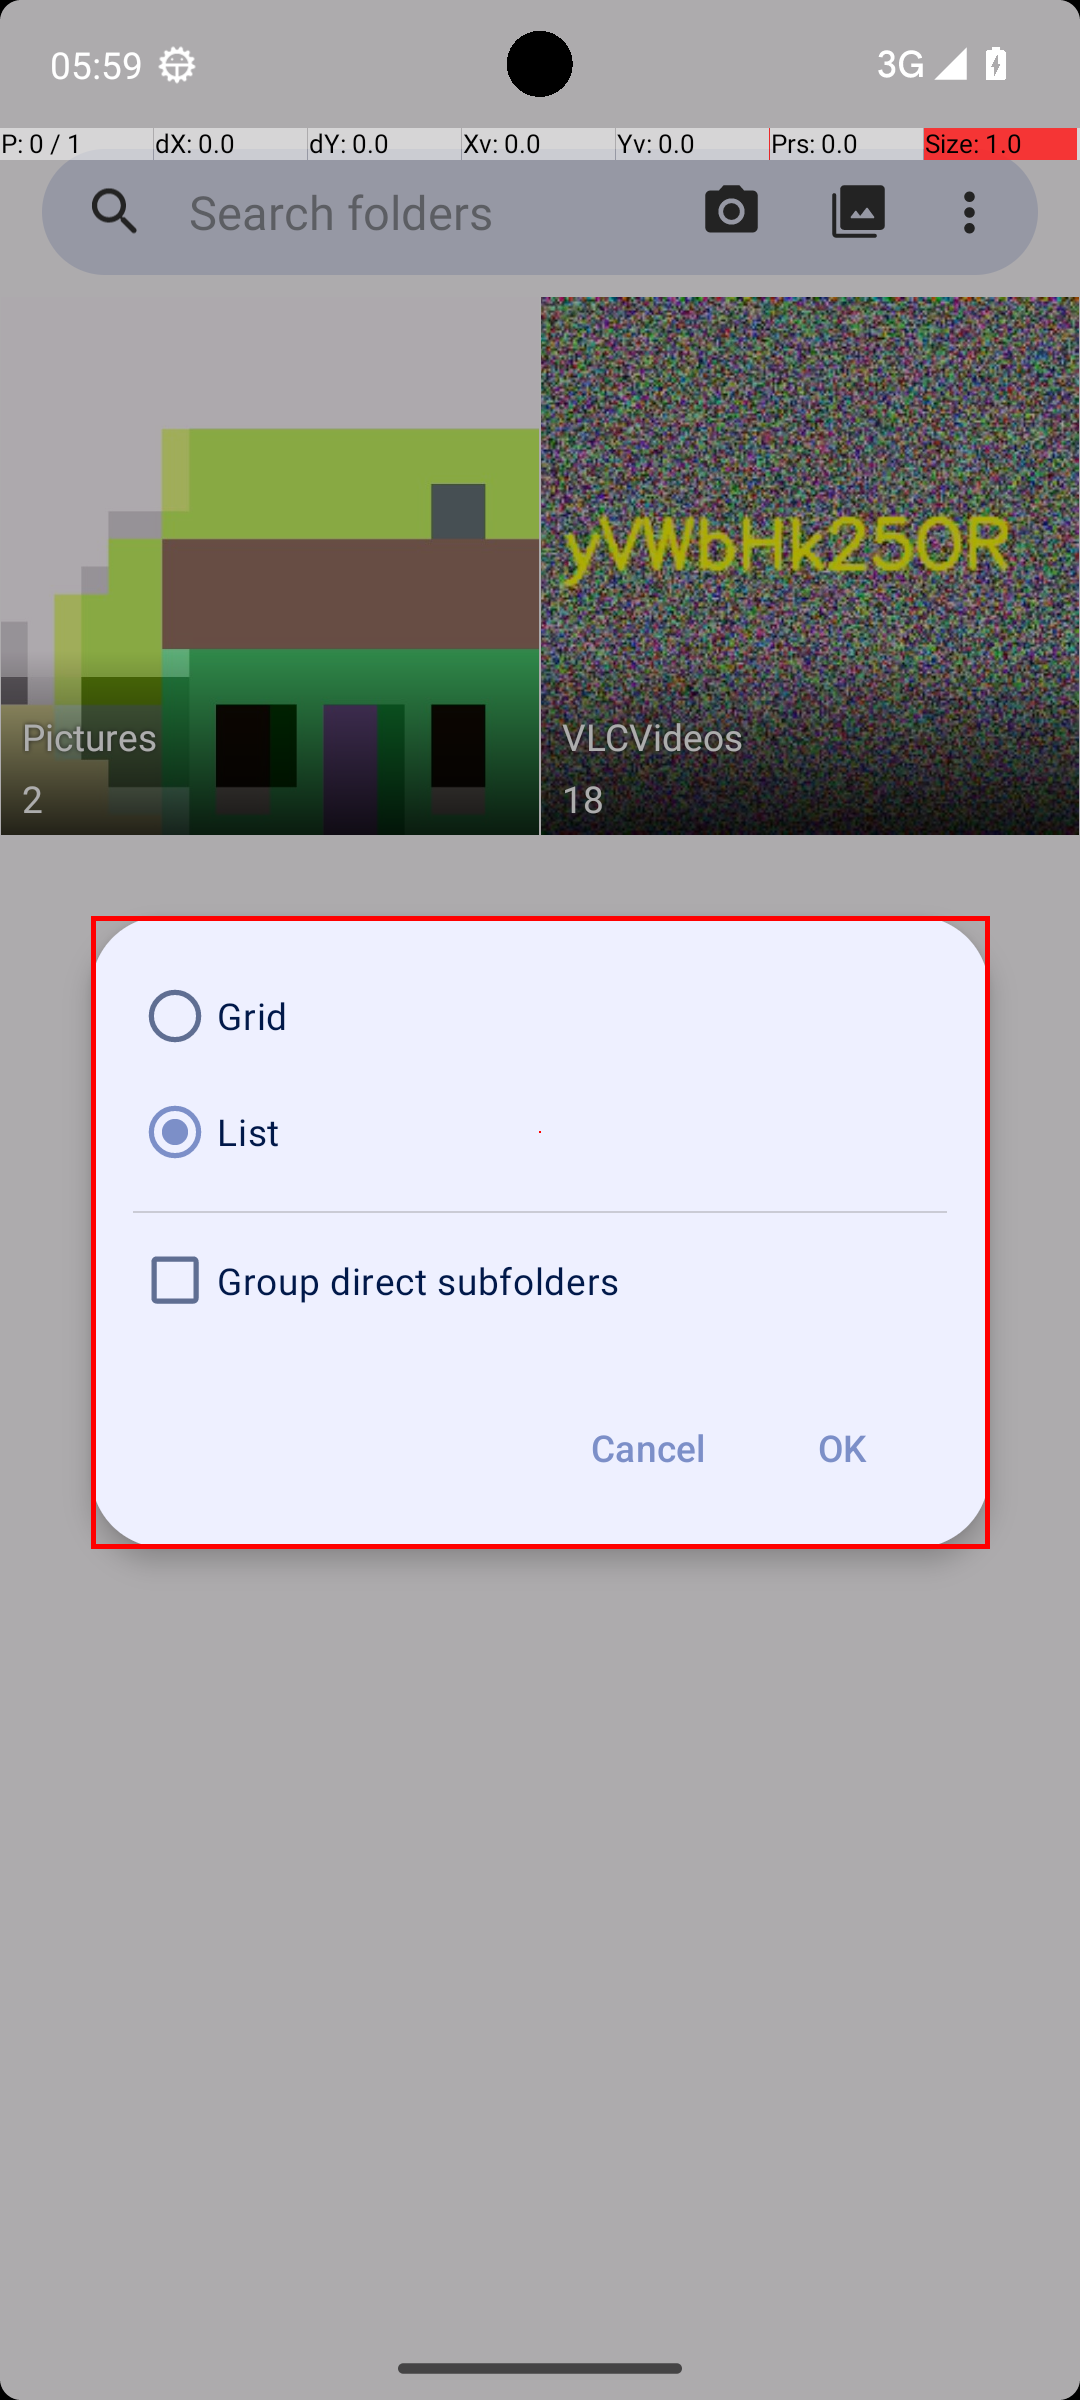 05:59
3G
P: 0 / 1
dX: 0.0
dY: 0.0
Xv: 0.0
Yv: 0.0
Prs: 0.0
Size: 1.0
Search folders
yVWbHk25OR
Pictures
2
VLCVideos
18
Grid
List
Group direct subfolders
Cancel
OK